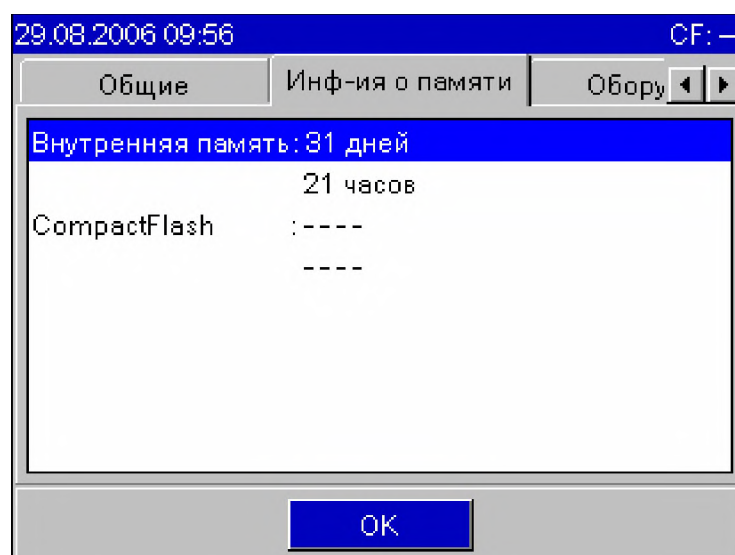 29.08.2006 09:56 CF: –
Общие Инф-ия о памяти Обору
Внутренняя память: 31 дней
21 часов
CompactFlash :----
----
OK